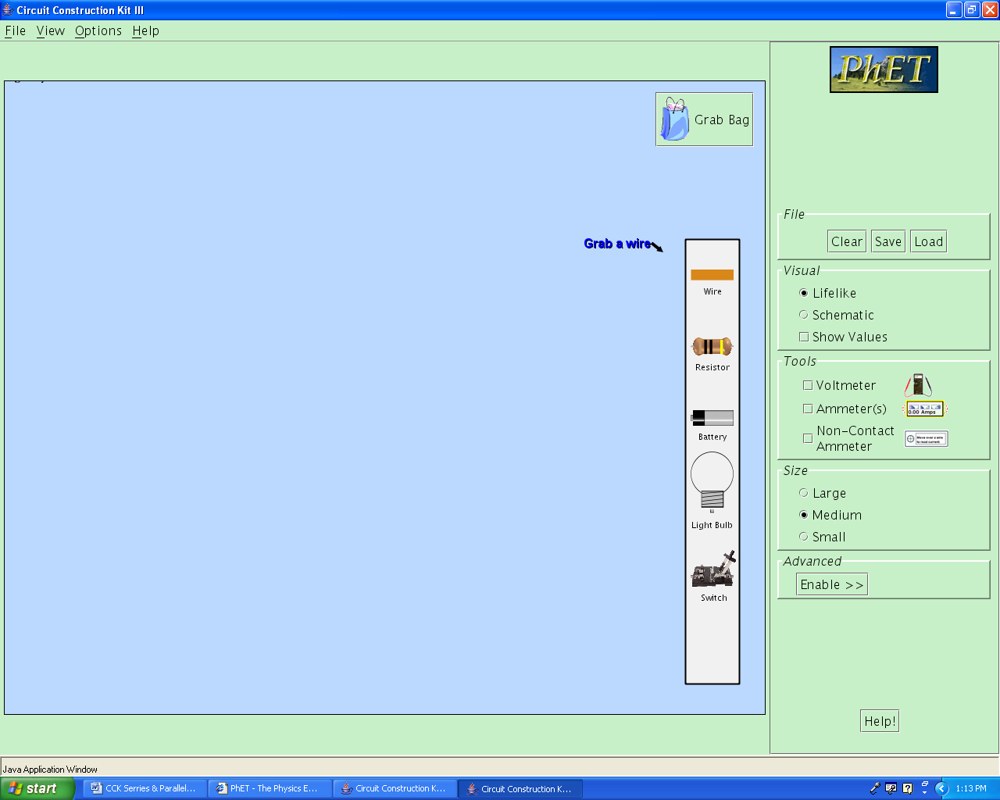 Circuit Construction Kit III
File View Options Help
PhET
Grab Bag
Grab a wire
Wire
Resistor
Battery
Light Bulb
Switch
File
Clear Save Load
Visual
Lifelike
Schematic
Show Values
Tools
Voltmeter
Ammeter(s)
0.00 Amps
Non-Contact
Ammeter
Move over a wire
to read current.
Size
Large
Medium
Small
Advanced
Enable >>
Help!
Java Application Window
start CCK Serries & Parallel... PhET - The Physics E... Circuit Construction K... Circuit Construction K... 1:13 PM